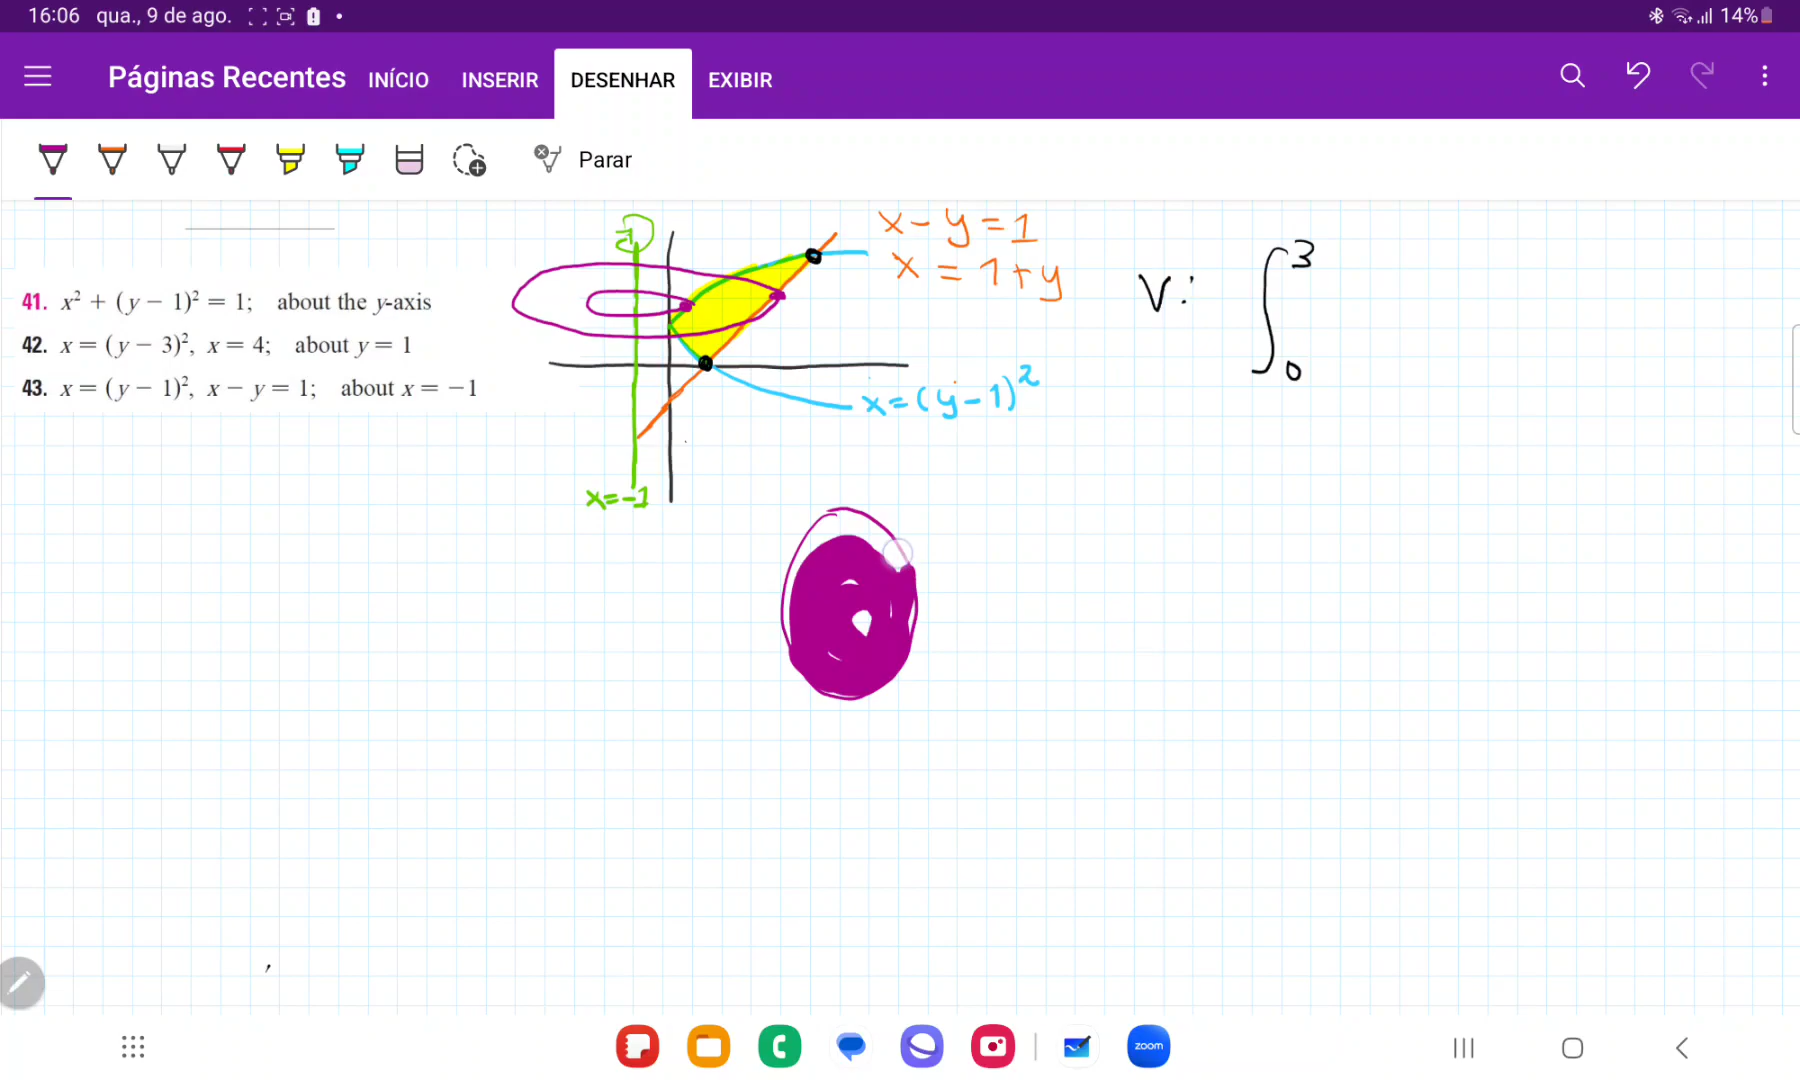 16:06 qua., 9 de ago. 14%
Páginas Recentes INÍCIO INSERIR DESENHAR EXIBIR
Parar
41. x² + (y − 1)² = 1; about the y-axis
42. x = (y − 3)², x = 4; about y = 1
43. x = (y − 1)², x − y = 1; about x = −1
x − y = 1
x = 1 + y
x = (y − 1)²
x = −1
V: ∫₀³
zoom